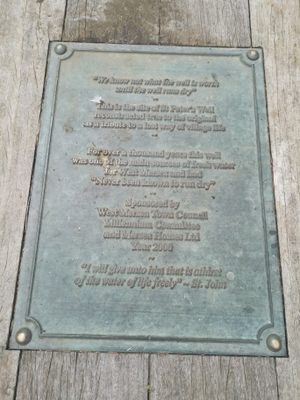 "We know not what the well is worth
until the well runs dry"
~
This is the site of St Peter's Well
reconstructed true to the original
as a tribute to a lost way of village life
~
For over a thousand years this well
was one of the main sources of fresh water
for West Mersea and had
"Never been known to run dry"
~
Sponsored by
West Mersea Town Council
Millennium Committee
and Mersea Homes Ltd
Year 2000
~
"I will give unto him that is athirst
of the water of life freely" ~ St. John